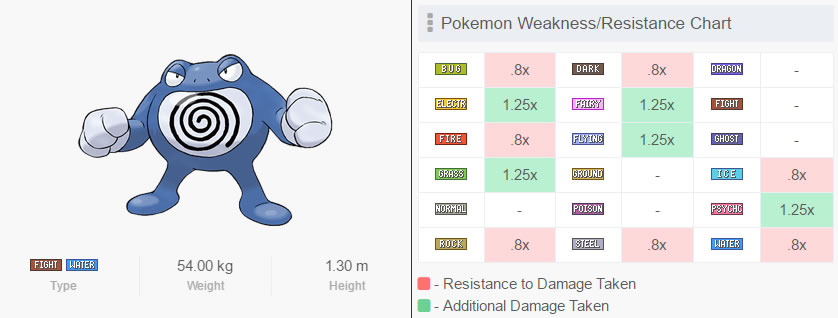 Pokemon Weakness/Resistance Chart
BUG .8x DARK .8x DRAGON -
ELECTR 1.25x FAIRY 1.25x FIGHT -
FIRE .8x FLYING 1.25x GHOST -
GRASS 1.25x GROUND - ICE .8x
NORMAL - POISON - PSYCHC 1.25x
ROCK .8x STEEL .8x WATER .8x
- Resistance to Damage Taken
- Additional Damage Taken
FIGHT WATER 54.00 kg 1.30 m
Type Weight Height